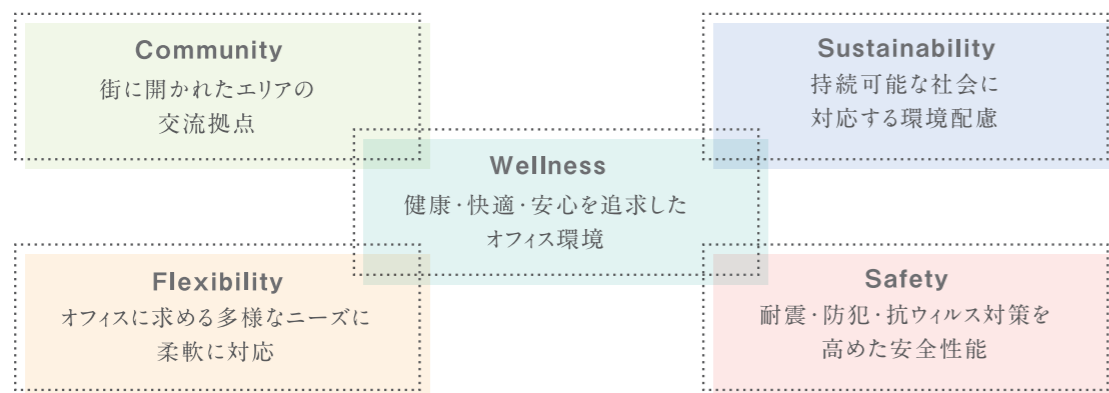 Community
街に開かれたエリアの
交流拠点
Sustainability
持続可能な社会に
対応する環境配慮
Wellness
健康・快適・安心を追求した
オフィス環境
Flexibility
オフィスに求める多様なニーズに
柔軟に対応
Safety
耐震・防犯・抗ウィルス対策を
高めた安全性能